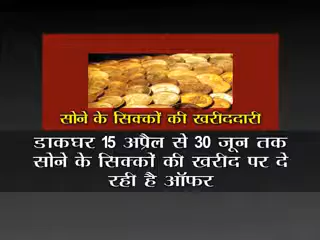 सोने के सिक्कों की खरीददारी
डाकघर 15 अप्रैल से 30 जून तक
सोने के सिक्कों की खरीद पर दे
रही है ऑफर